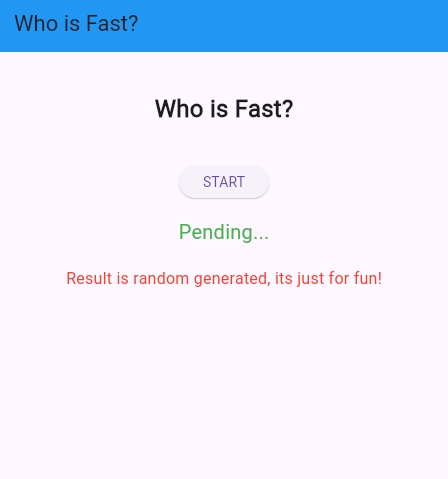 Who is Fast?
Who is Fast?
START
Pending...
Result is random generated, its just for fun!